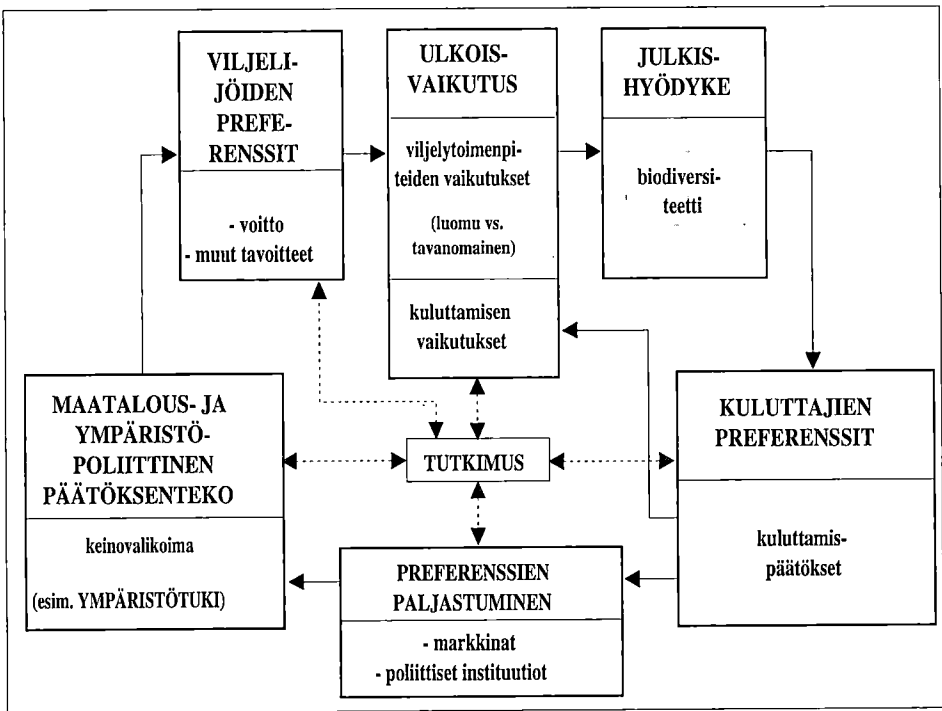 VILJELI-
JÖIDEN
PREFE-
RENSSIT
- voitto
- muut tavoitteet
ULKOIS-
VAIKUTUS
viljelytoimenpi-
teiden vaikutukset
(luomu vs.
tavanomainen)
kuluttamisen
vaikutukset
JULKIS-
HYÖDYKE
biodiversi-
teetti
MAATALOUS- JA
YMPÄRISTÖ-
POLIITTINEN
PÄÄTÖKSENTEKO
keinovalikoima
(esim. YMPÄRISTÖTUKI)
TUTKIMUS
KULUTTAJIEN
PREFERENSSIT
kuluttamis-
päätökset
PREFERENSSIEN
PALJASTUMINEN
- markkinat
- poliittiset instituutiot